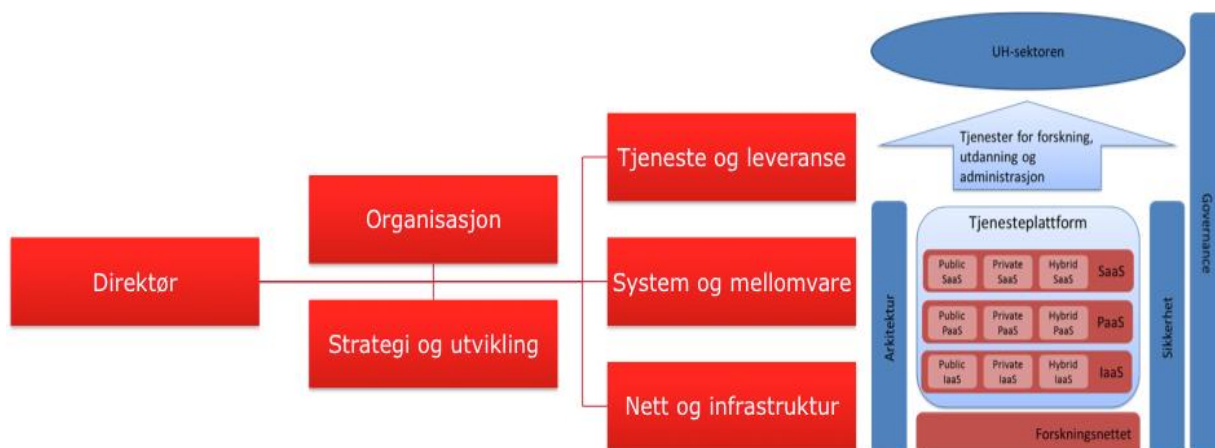 Direktør
Organisasjon
Strategi og utvikling
Tjeneste og leveranse
System og mellomvare
Nett og infrastruktur
UH-sektoren
Tjenester for forskning,
utdanning og
administrasjon
Arkitektur
Tjenesteplattform
Public
SaaS
Private
SaaS
Hybrid
SaaS
SaaS
Public
PaaS
Private
PaaS
Hybrid
PaaS
PaaS
Public
IaaS
Private
IaaS
Hybrid
IaaS
IaaS
Forskningsnettet
Sikkerhet
Governance